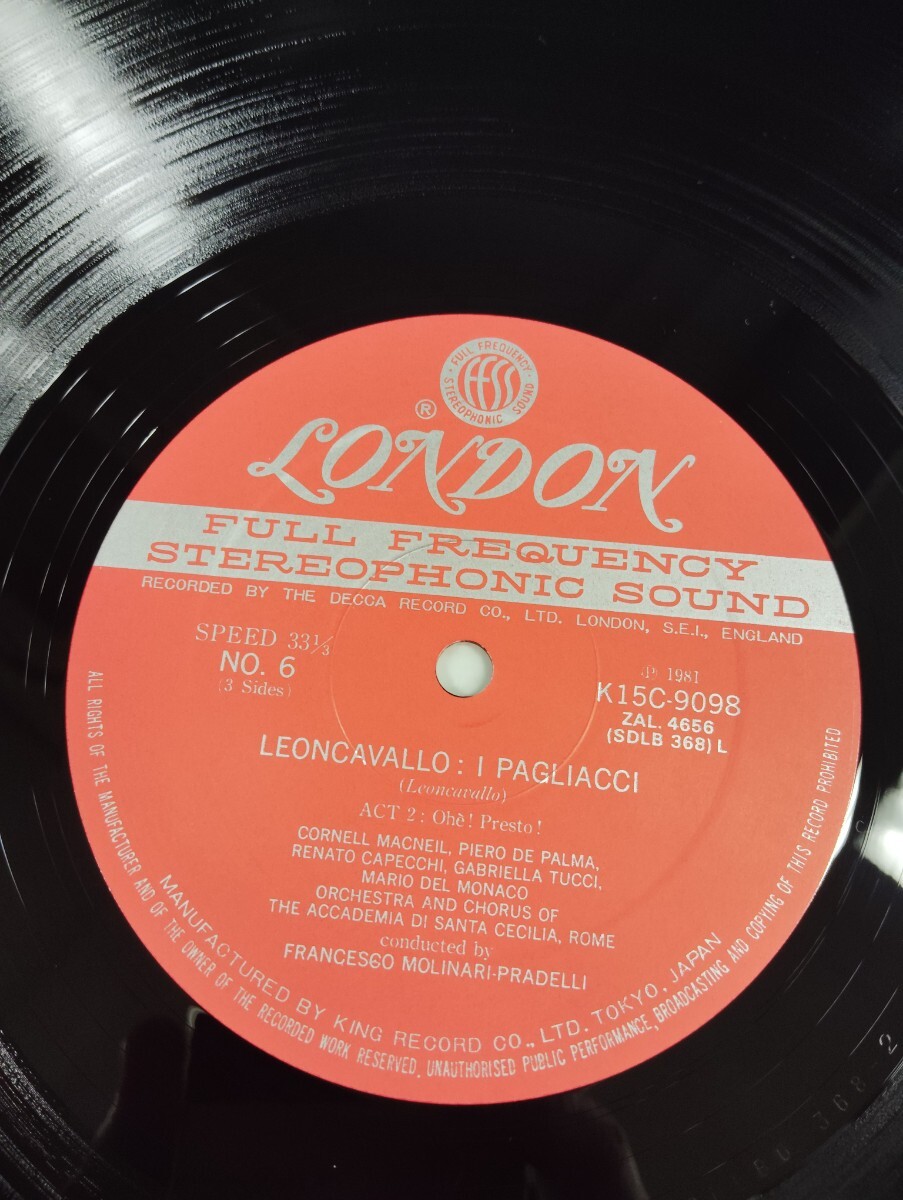 FULL FREQUENCY
FFSS
STEREOPHONIC SOUND
®
LONDON
FULL FREQUENCY
STEREOPHONIC SOUND
RECORDED BY THE DECCA RECORD CO., LTD. LONDON, S.E.I., ENGLAND
SPEED 33⅓
NO. 6
(3 Sides)
℗ 1981
K15C-9098
ZAL. 4656
(SDLB 368) L
LEONCAVALLO : I PAGLIACCI
(Leoncavallo)
ACT 2 : Ohè! Presto!
CORNELL MACNEIL, PIERO DE PALMA,
RENATO CAPECCHI, GABRIELLA TUCCI,
MARIO DEL MONACO
ORCHESTRA AND CHORUS OF
THE ACCADEMIA DI SANTA CECILIA, ROME
conducted by
FRANCESCO MOLINARI-PRADELLI
MANUFACTURED BY KING RECORD CO., LTD. TOKYO, JAPAN
ALL RIGHTS OF THE MANUFACTURER AND OF THE OWNER OF THE RECORDED WORK RESERVED. UNAUTHORISED PUBLIC PERFORMANCE, BROADCASTING AND COPYING OF THIS RECORD PROHIBITED
368 2